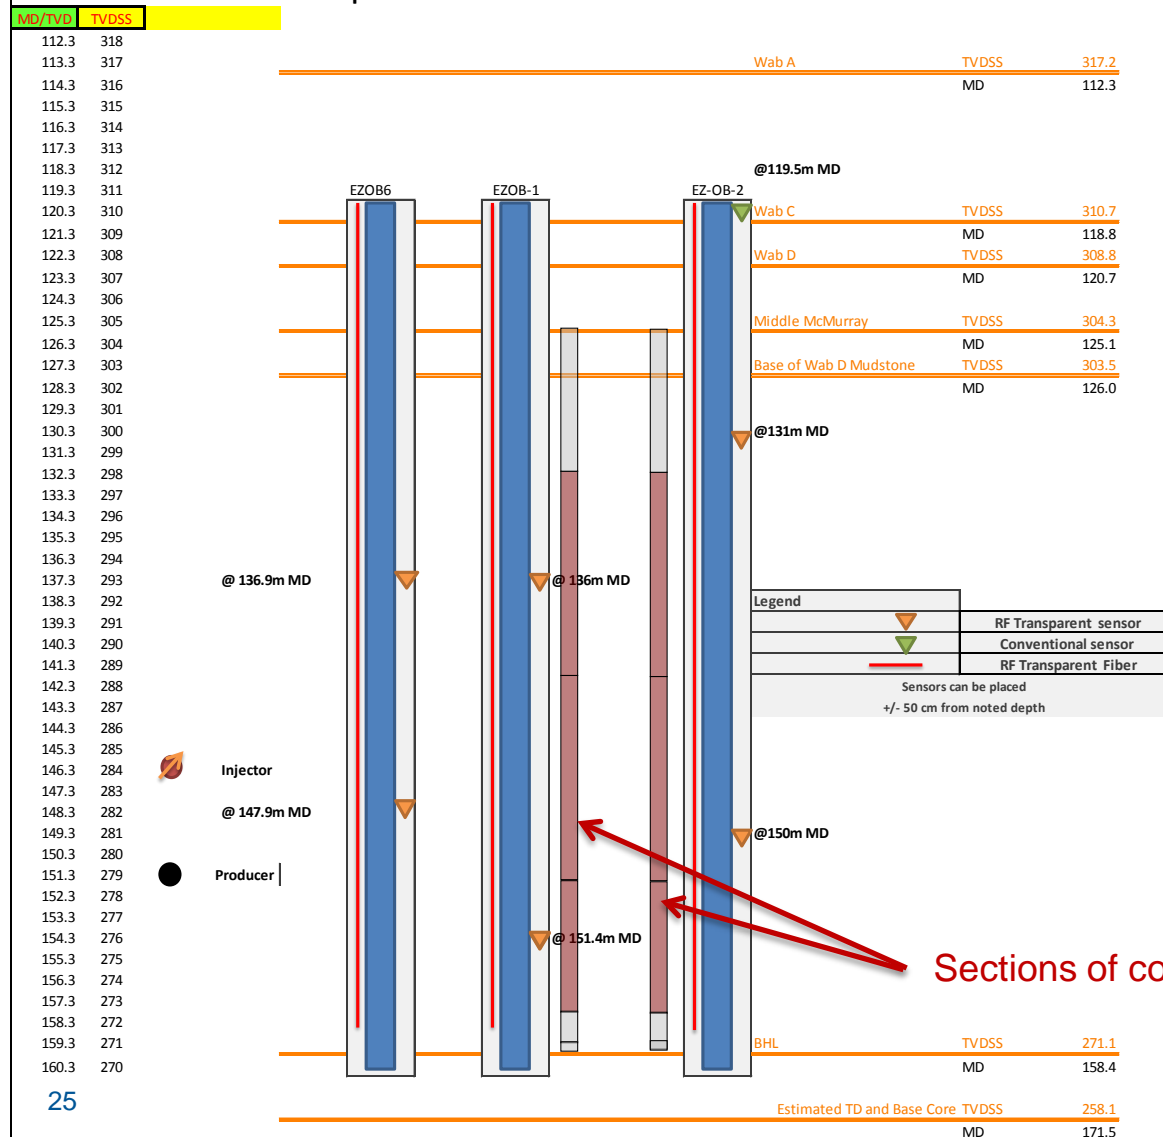 MD/TVD TVDSS
112.3 318
113.3 317 Wab A TVDSS 317.2
114.3 316 MD 112.3
115.3 315
116.3 314
117.3 313
118.3 312 @119.5m MD
119.3 311 EZOB6 EZOB-1 EZ-OB-2
120.3 310 Wab C TVDSS 310.7
121.3 309 MD 118.8
122.3 308 Wab D TVDSS 308.8
123.3 307 MD 120.7
124.3 306
125.3 305 Middle McMurray TVDSS 304.3
126.3 304 MD 125.1
127.3 303 Base of Wab D Mudstone TVDSS 303.5
128.3 302 MD 126.0
129.3 301
130.3 300 @131m MD
131.3 299
132.3 298
133.3 297
134.3 296
135.3 295
136.3 294
137.3 293 @ 136.9m MD @ 136m MD
138.3 292 Legend
139.3 291 RF Transparent sensor
140.3 290 Conventional sensor
141.3 289 RF Transparent Fiber
142.3 288 Sensors can be placed
143.3 287 +/- 50 cm from noted depth
144.3 286
145.3 285
146.3 284 Injector
147.3 283
148.3 282 @ 147.9m MD
149.3 281 @150m MD
150.3 280
151.3 279 Producer
152.3 278
153.3 277
154.3 276 @ 151.4m MD
155.3 275
156.3 274 Sections of co
157.3 273
158.3 272
159.3 271 BHL TVDSS 271.1
160.3 270 MD 158.4
25 Estimated TD and Base Core TVDSS 258.1
MD 171.5